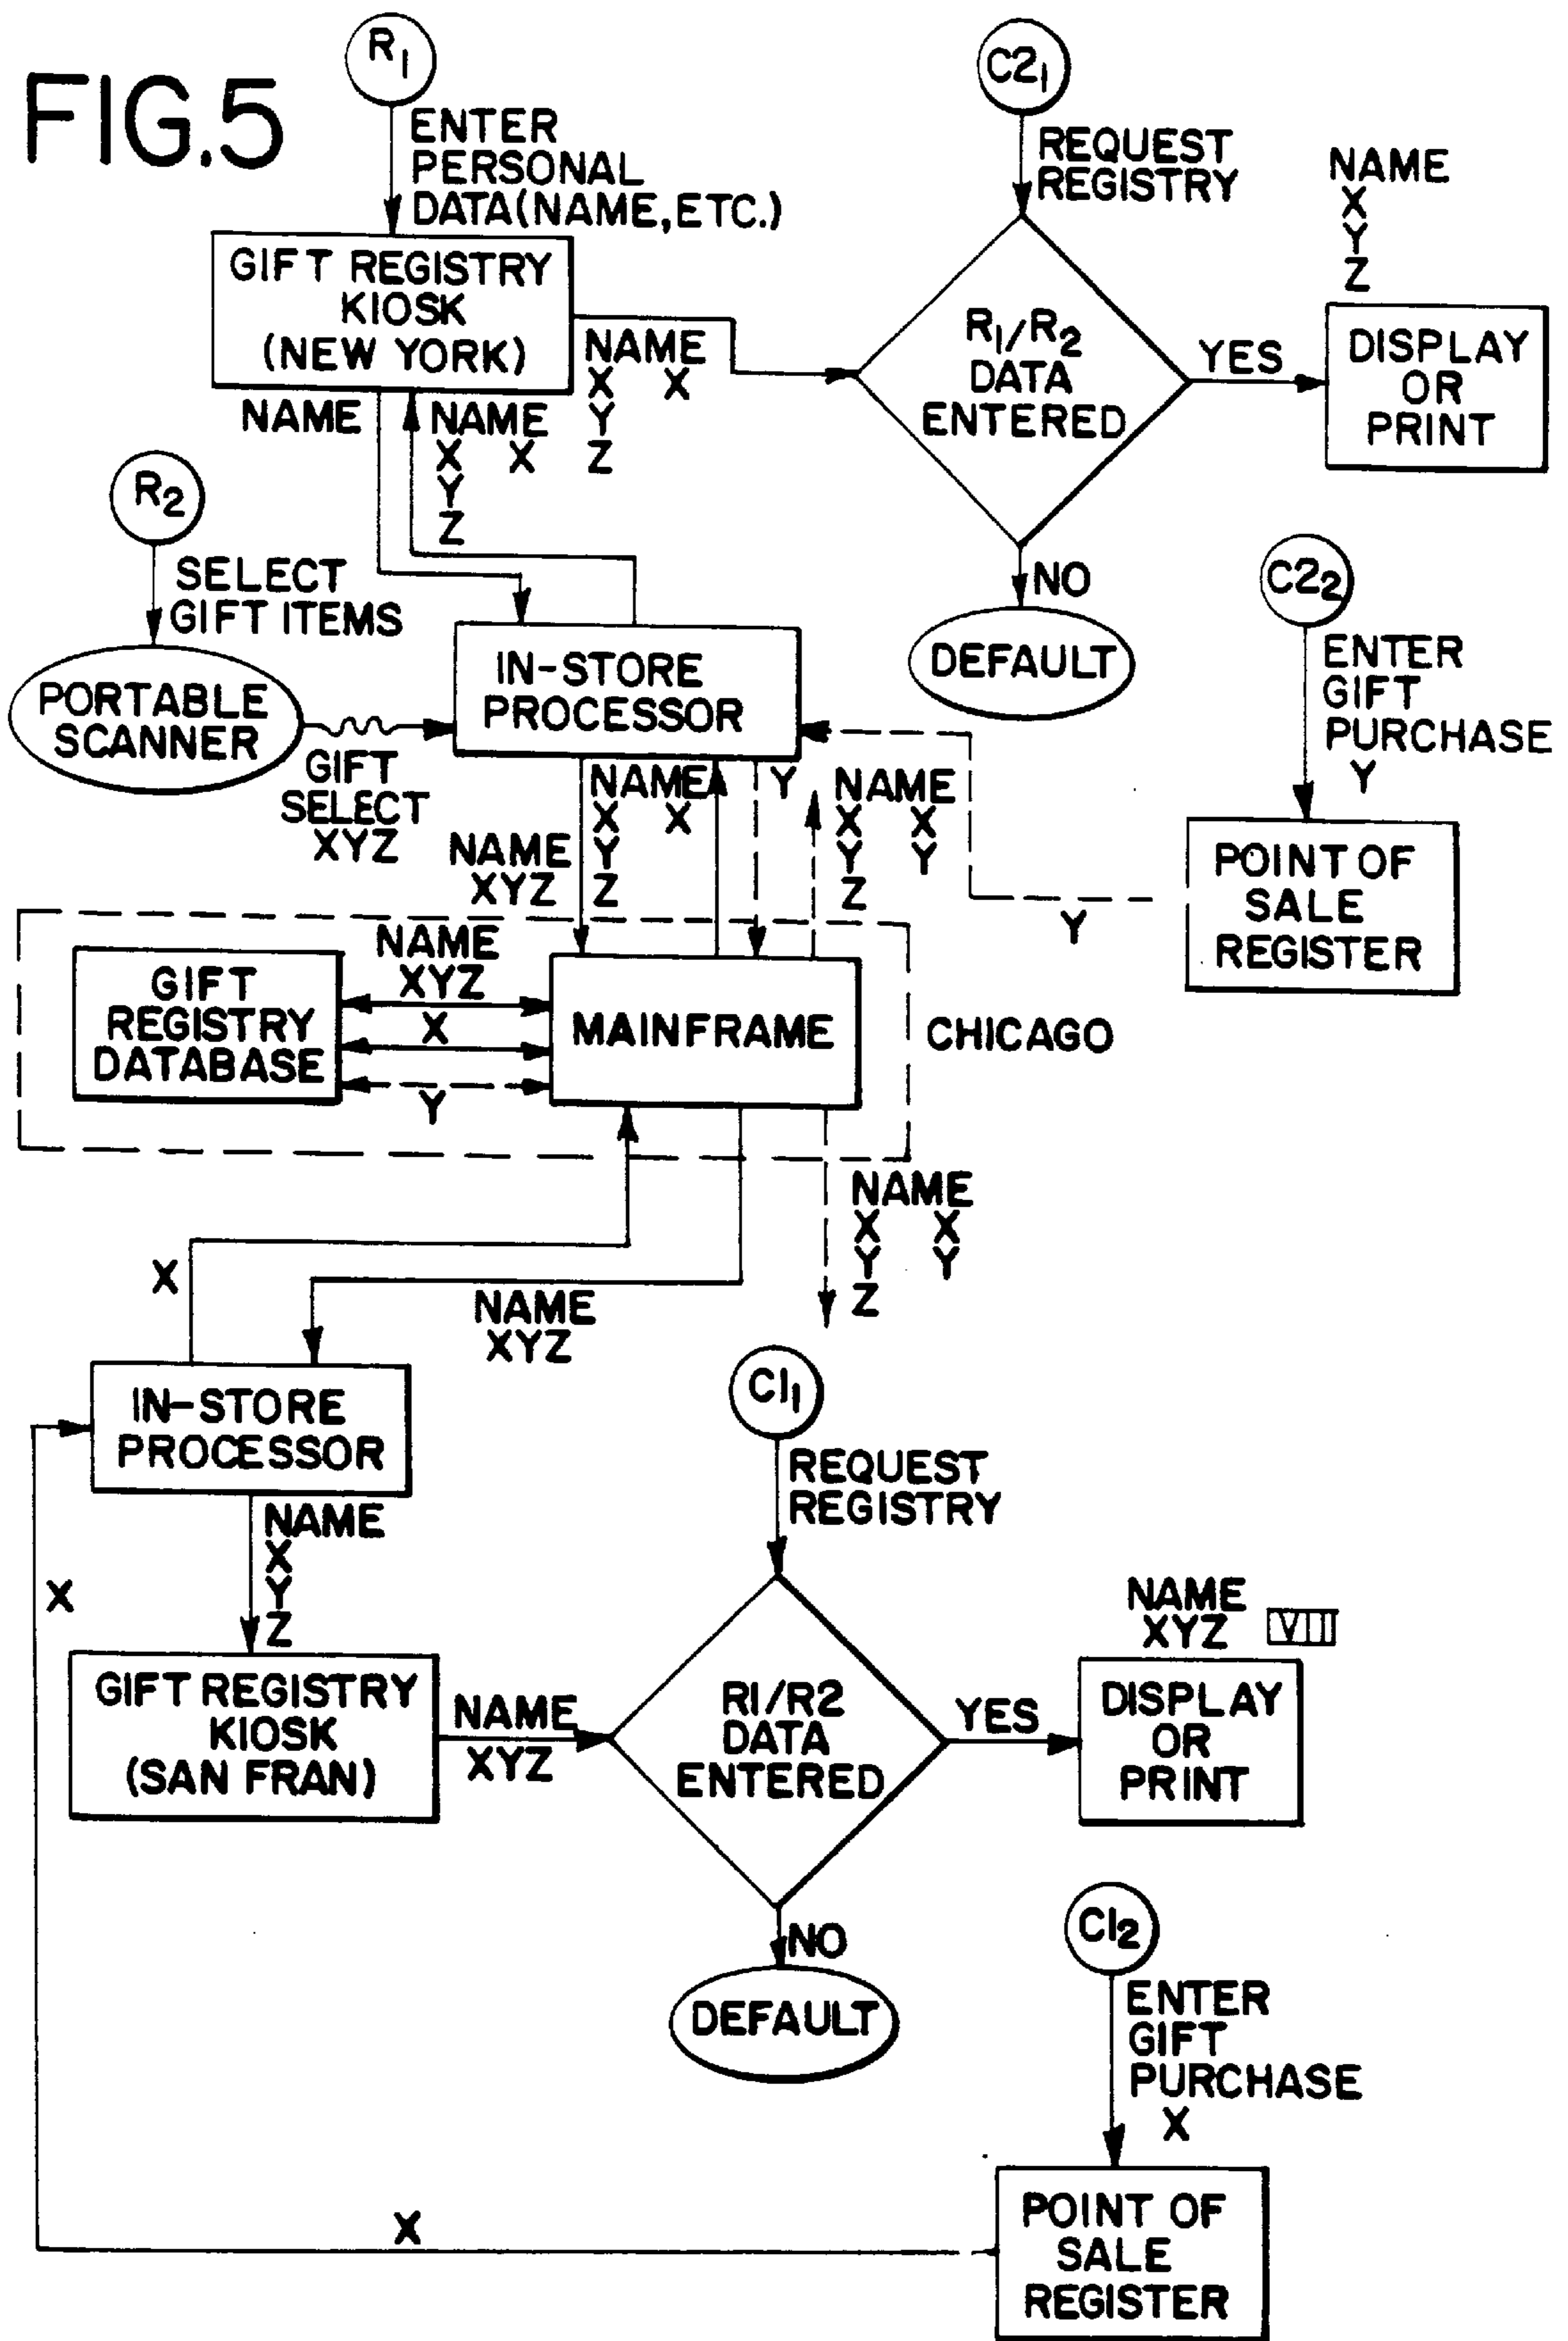 FIG.5
R1
ENTER
PERSONAL
DATA(NAME,ETC.)
GIFT REGISTRY
KIOSK
(NEW YORK)
NAME
NAME
X X
Y
Z
NAME
X X
Y
Z
C21
REQUEST
REGISTRY
R1/R2
DATA
ENTERED
YES
NAME
X
Y
Z
DISPLAY
OR
PRINT
NO
DEFAULT
R2
SELECT
GIFT ITEMS
PORTABLE
SCANNER
GIFT
SELECT
XYZ
IN-STORE
PROCESSOR
C22
ENTER
GIFT
PURCHASE
Y
POINT OF
SALE
REGISTER
Y
NAME
XYZ
NAME
X X
Y
Z
Y
NAME
X X
Y Y
Z
GIFT
REGISTRY
DATABASE
NAME
XYZ
X
Y
MAINFRAME
CHICAGO
NAME
X X
Y Y
Z
X
NAME
XYZ
IN-STORE
PROCESSOR
X
NAME
X
Y
Z
GIFT REGISTRY
KIOSK
(SAN FRAN)
NAME
XYZ
C11
REQUEST
REGISTRY
R1/R2
DATA
ENTERED
YES
NAME
XYZ VIII
DISPLAY
OR
PRINT
NO
DEFAULT
C12
ENTER
GIFT
PURCHASE
X
POINT OF
SALE
REGISTER
X